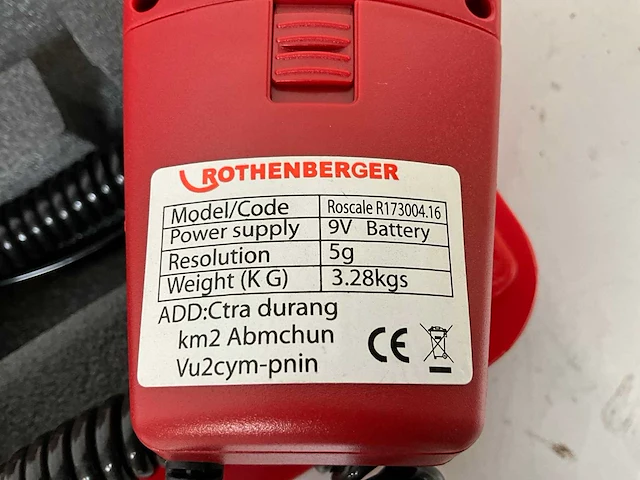 ROTHENBERGER
Model/Code Roscale R173004.16
Power supply 9V Battery
Resolution 5g
Weight (K G) 3.28kgs
ADD:Ctra durang
km2 Abmchun
Vu2cym-pnin
CE